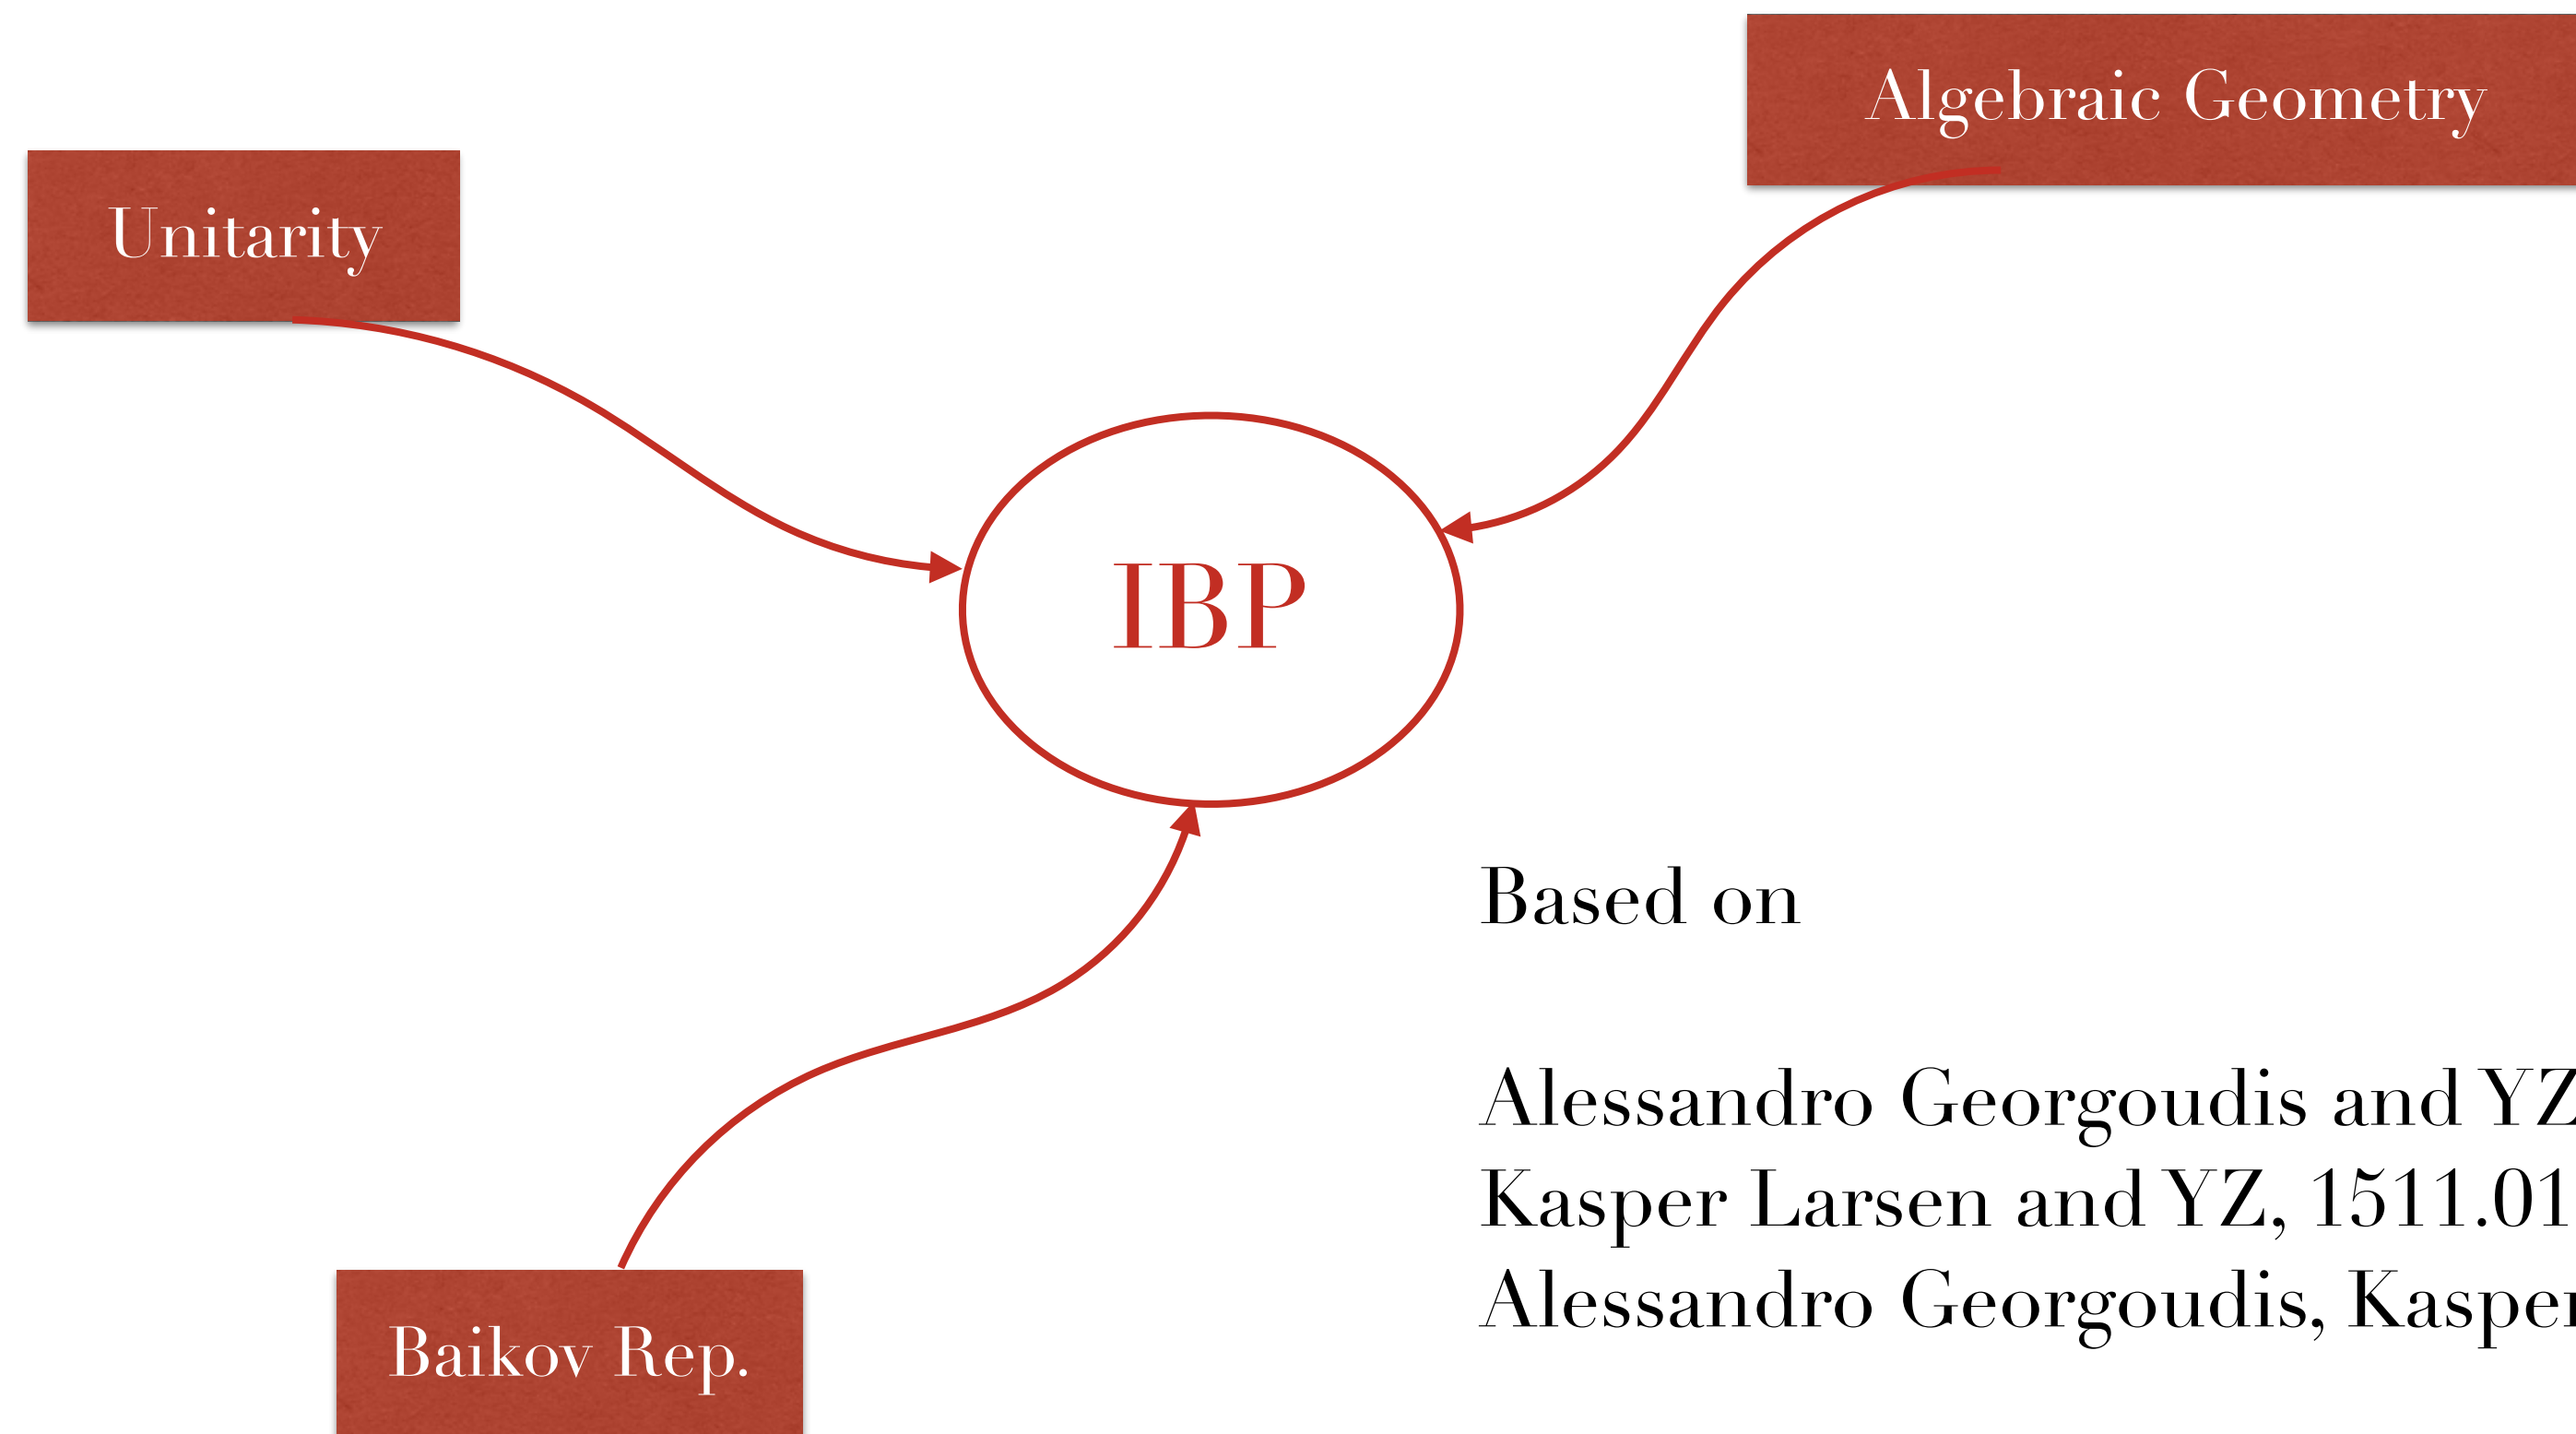 Algebraic Geometry
Unitarity
IBP
Based on
Alessandro Georgoudis and YZ
Kasper Larsen and YZ, 1511.01
Alessandro Georgoudis, Kasper
Baikov Rep.